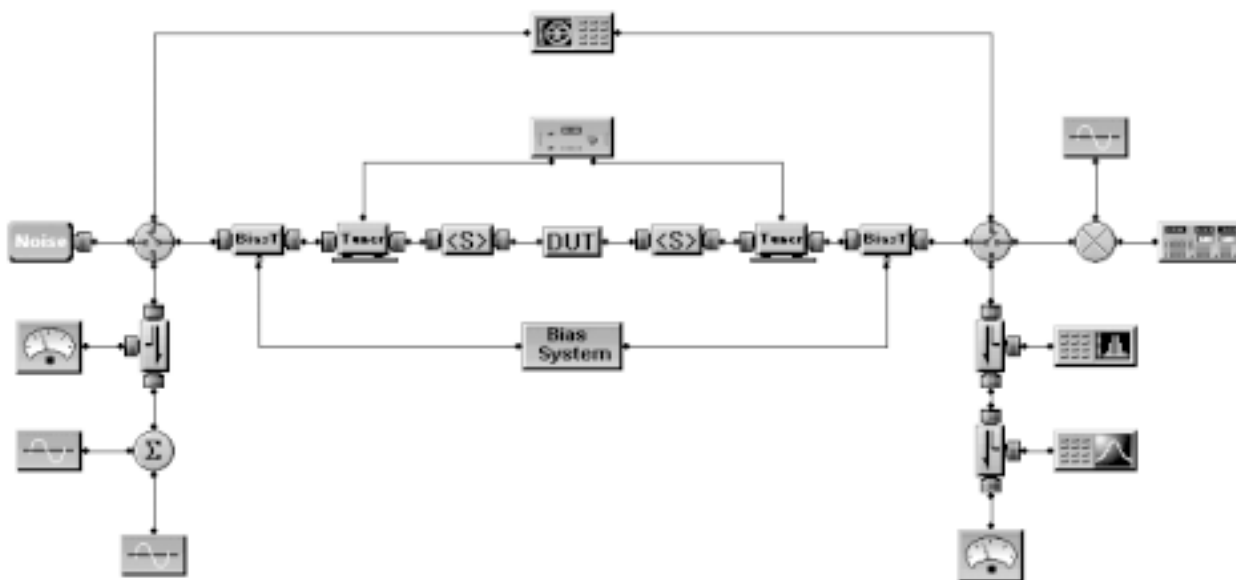 Noise
BiasT
Tuner
<S>
DUT
<S>
Tuner
BiasT
Bias
System
Σ